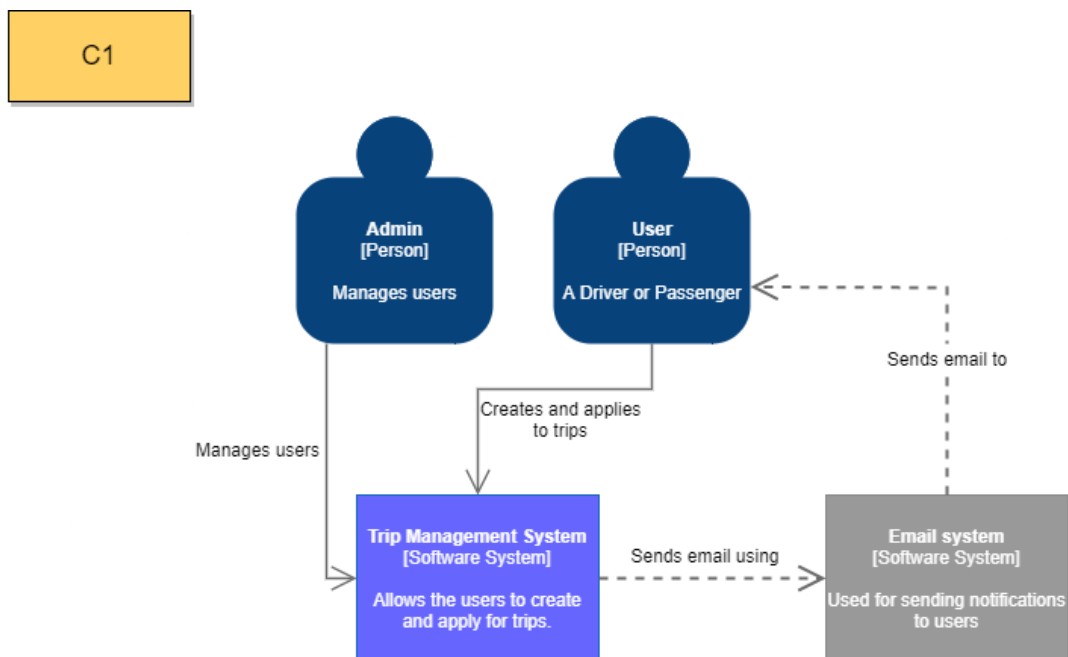 C1
Admin
[Person]
Manages users
User
[Person]
A Driver or Passenger
Sends email to
Creates and applies
to trips
Manages users
Trip Management System
[Software System]
Allows the users to create
and apply for trips.
Sends email using
Email system
[Software System]
Used for sending notifications
to users